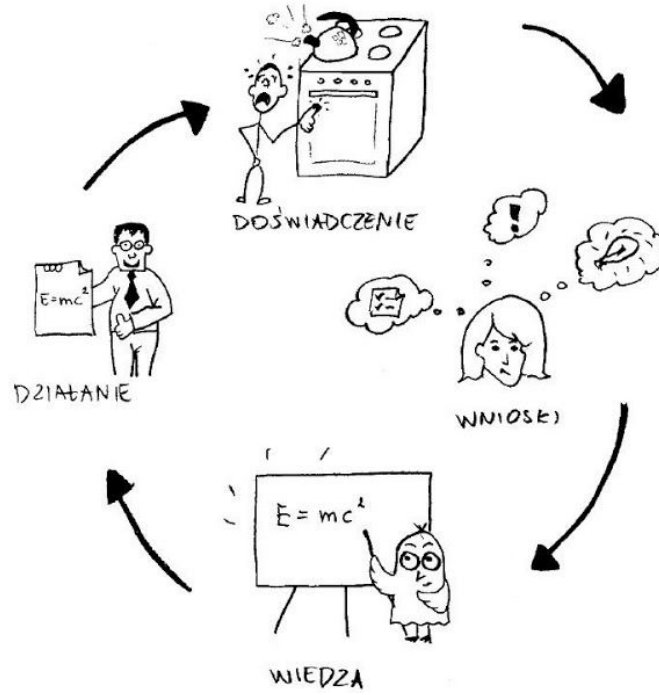 DOŚWIADCZENIE
E=mc²
DZIAŁANIE
WNIOSKI
E = mc²
WIEDZA